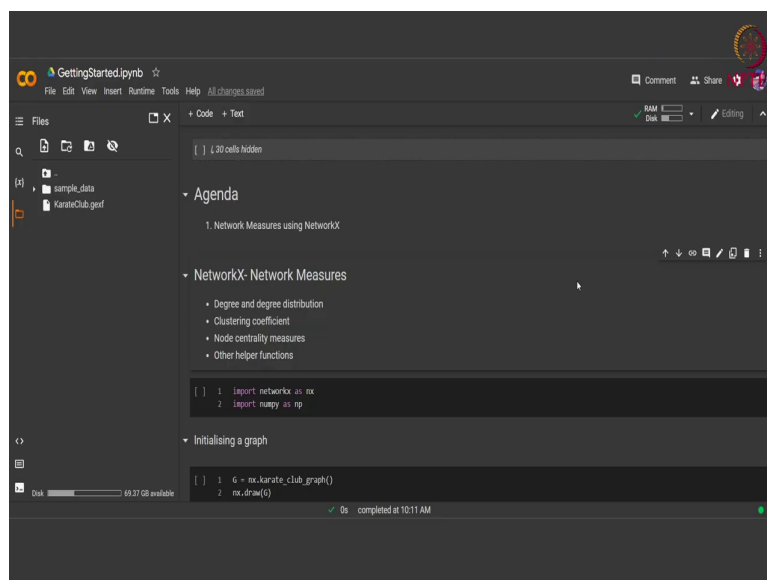 GettingStarted.ipynb
File Edit View Insert Runtime Tools Help All changes saved
Comment Share
Files
+ Code + Text
RAM
Disk
Editing
[ ] ↳ 30 cells hidden
{x}
..
sample_data
KarateClub.gexf
Agenda
1. Network Measures using NetworkX
NetworkX- Network Measures
• Degree and degree distribution
• Clustering coefficient
• Node centrality measures
• Other helper functions
[ ] 1 import networkx as nx
2 import numpy as np
Initialising a graph
[ ] 1 G = nx.karate_club_graph()
2 nx.draw(G)
Disk 69.37 GB available
0s completed at 10:11 AM